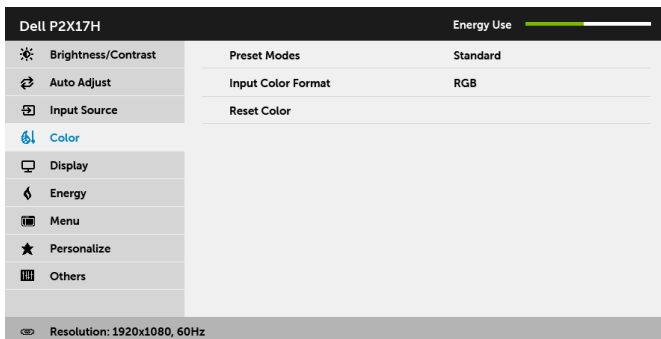 Dell P2X17H Energy Use
Brightness/Contrast Preset Modes Standard
Auto Adjust Input Color Format RGB
Input Source Reset Color
Color
Display
Energy
Menu
Personalize
Others
Resolution: 1920x1080, 60Hz